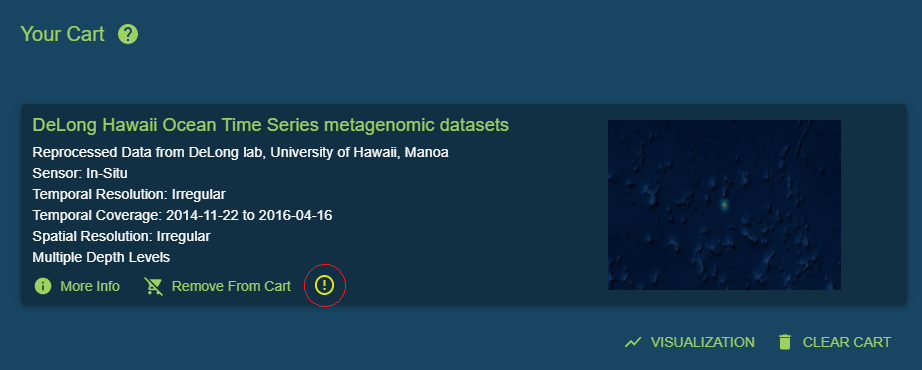 Your Cart
DeLong Hawaii Ocean Time Series metagenomic datasets
Reprocessed Data from DeLong lab, University of Hawaii, Manoa
Sensor: In-Situ
Temporal Resolution: Irregular
Temporal Coverage: 2014-11-22 to 2016-04-16
Spatial Resolution: Irregular
Multiple Depth Levels
More Info Remove From Cart
VISUALIZATION CLEAR CART